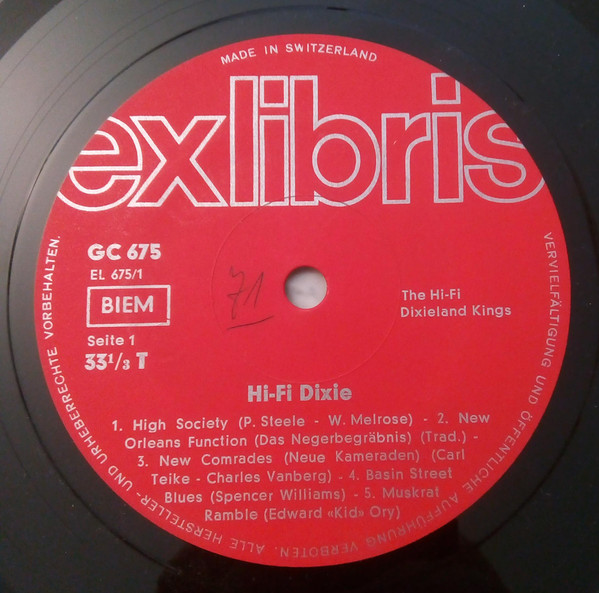 MADE IN SWITZERLAND
exlibris
GC 675
EL 675/1
BIEM
Seite 1
33 1/3 T
71
The Hi-Fi
Dixieland Kings
Hi-Fi Dixie
1. High Society (P. Steele - W. Melrose) - 2. New
Orleans Function (Das Negerbegräbnis) (Trad.) -
3. New Comrades (Neue Kameraden) (Carl
Teike - Charles Vanberg) - 4. Basin Street
Blues (Spencer Williams) - 5. Muskrat
Ramble (Edward «Kid» Ory)
ALLE HERSTELLER- UND URHEBERRECHTE VORBEHALTEN.
VERVIELFÄLTIGUNG UND ÖFFENTLICHE AUFFÜHRUNG VERBOTEN.